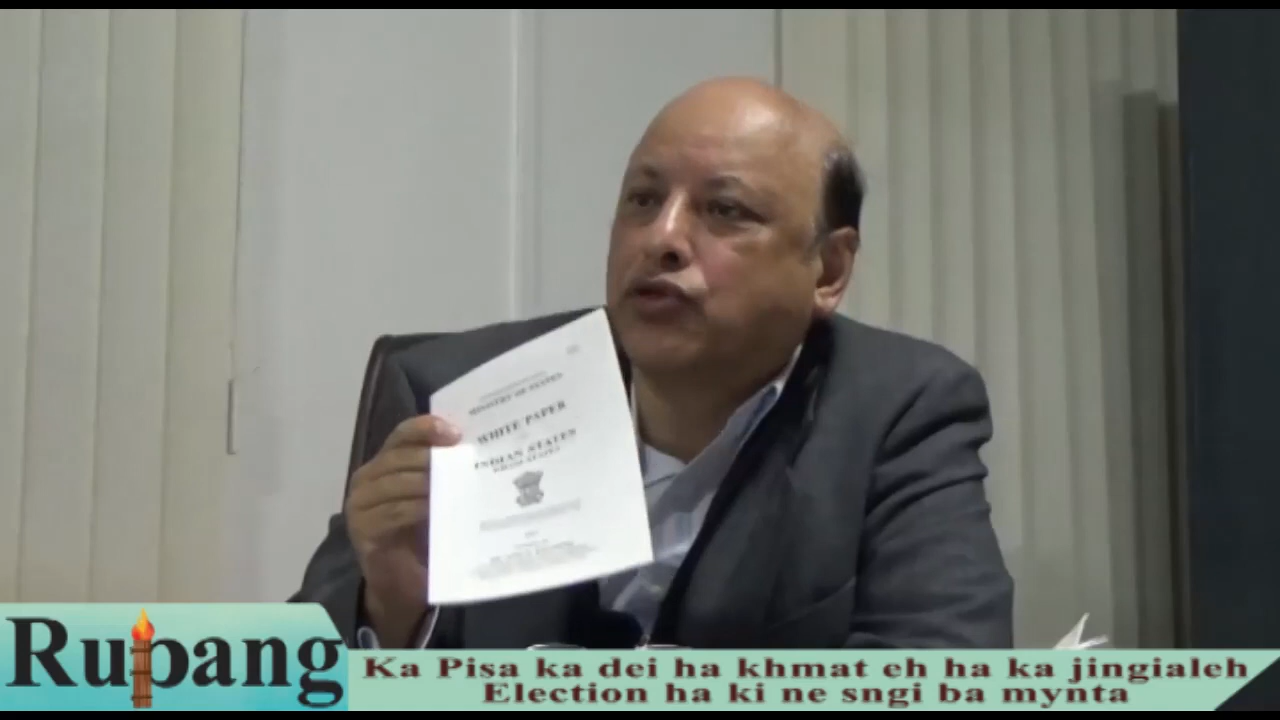 MINISTRY OF STATES
WHITE PAPER
INDIAN STATES
Rupang
Ka Pisa ka dei ha khmat eh ha ka jingialeh
Election ha ki ne sngi ba mynta